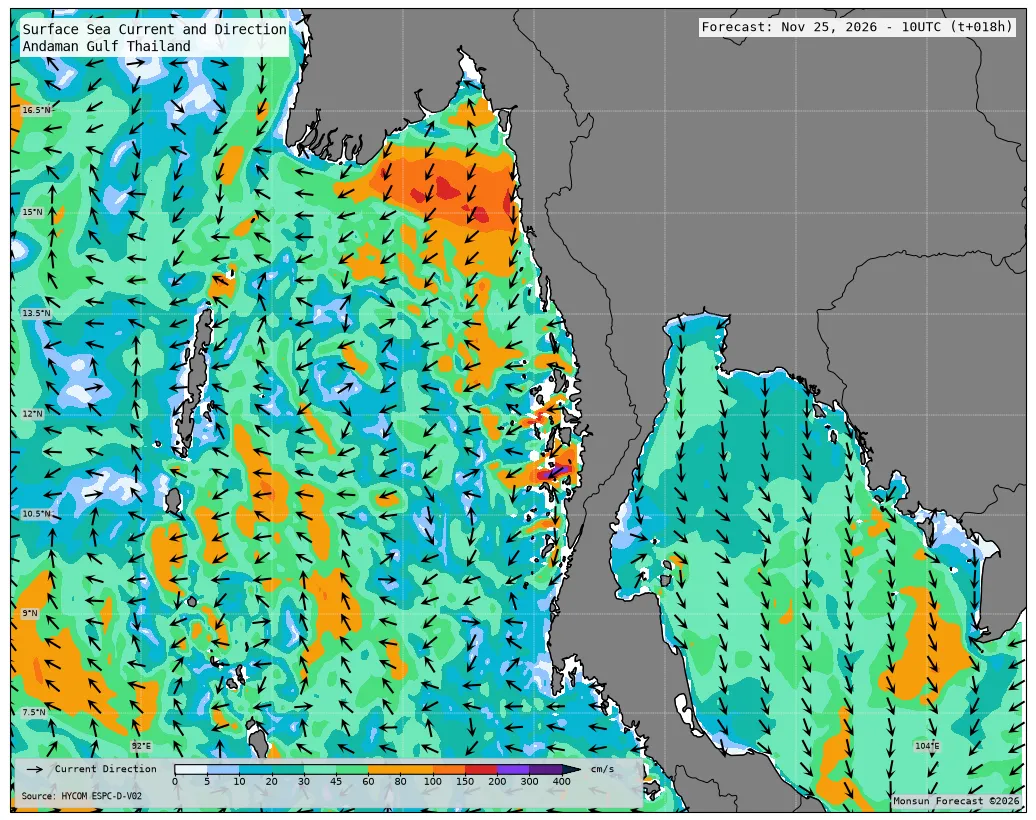 Surface Sea Current and Direction
Andaman Gulf Thailand
Forecast: Nov 25, 2026 - 10UTC (t+018h)
16.5°N
15°N
13.5°N
12°N
10.5°N
9°N
7.5°N
92°E
104°E
Current Direction
0 5 10 20 30 45 60 80 100 150 200 300 400 cm/s
Source: HYCOM ESPC-D-V02
Monsun Forecast ©2026